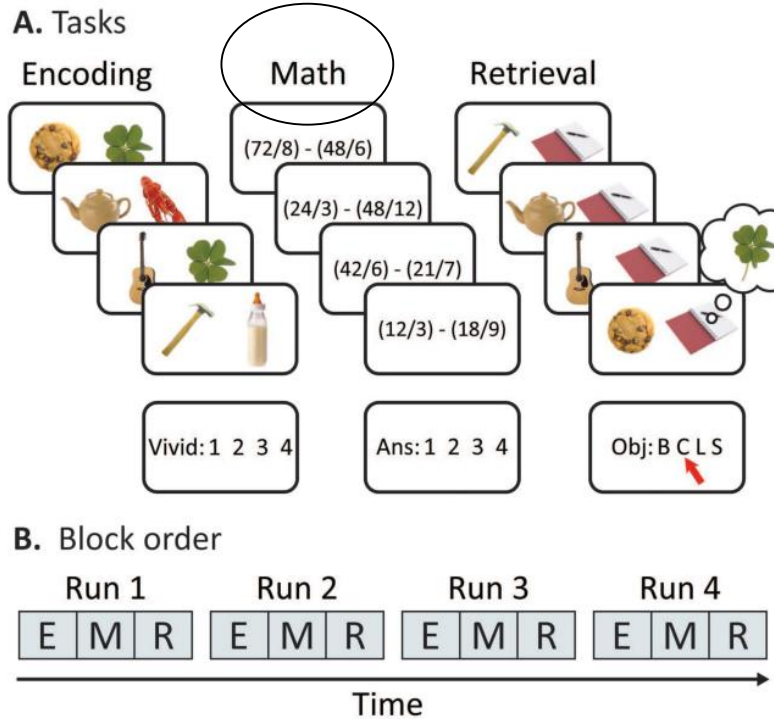 A. Tasks
Encoding
Math
Retrieval
(72/8) - (48/6)
(24/3) - (48/12)
(42/6) - (21/7)
(12/3) - (18/9)
Vivid: 1 2 3 4
Ans: 1 2 3 4
Obj: B C L S
B. Block order
Run 1
Run 2
Run 3
Run 4
E M R
E M R
E M R
E M R
Time